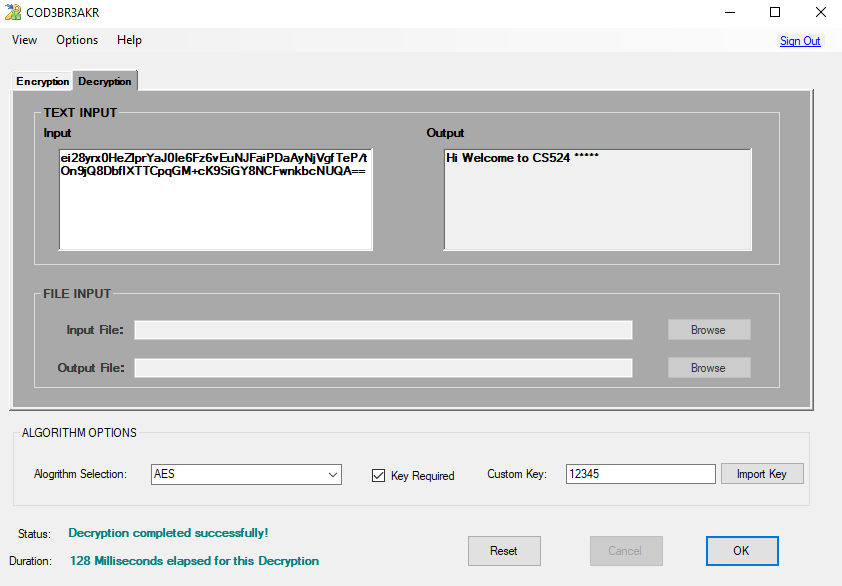 COD3BR3AKR
View Options Help
Sign Out
Encryption Decryption
TEXT INPUT
Input
Output
ei28yrx0HeZlprYaJ0Ie6Fz6vEuNJFaiPDaAyNjVgfTeP/t
On9jQ8DbflXTTCpqGM+cK9SiGY8NCFwnkbcNUQA==
Hi Welcome to CS524 *****
FILE INPUT
Input File:
Browse
Output File:
Browse
ALGORITHM OPTIONS
Alogrithm Selection:
AES
Key Required
Custom Key:
12345
Import Key
Status:
Decryption completed successfully!
Duration:
128 Milliseconds elapsed for this Decryption
Reset
Cancel
OK